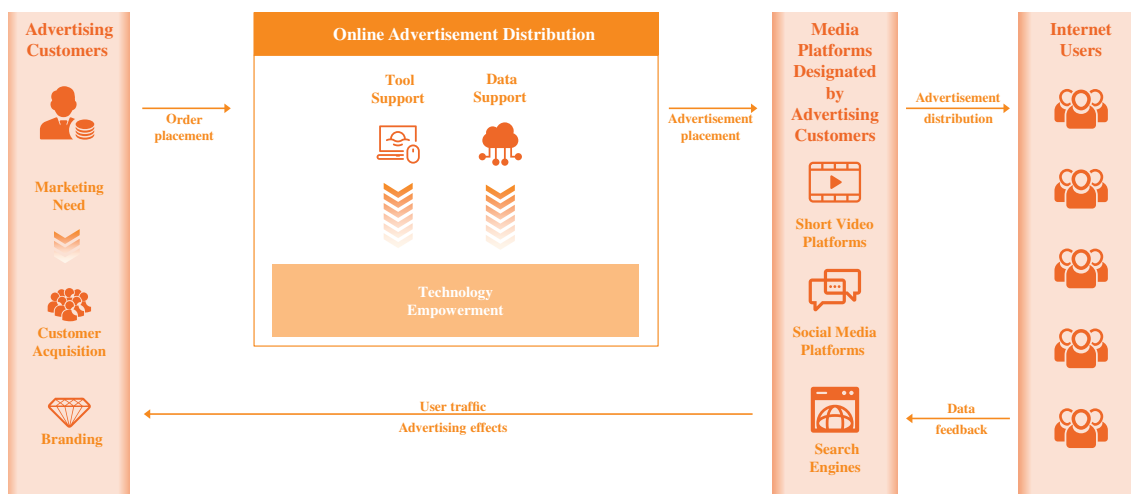 Advertising
Customers
Marketing
Need
Customer
Acquisition
Branding
Order
placement
Online Advertisement Distribution
Tool
Support
Data
Support
Technology
Empowerment
Advertisement
placement
Media
Platforms
Designated
by
Advertising
Customers
Short Video
Platforms
Social Media
Platforms
Search
Engines
Advertisement
distribution
Internet
Users
Data
feedback
User traffic
Advertising effects